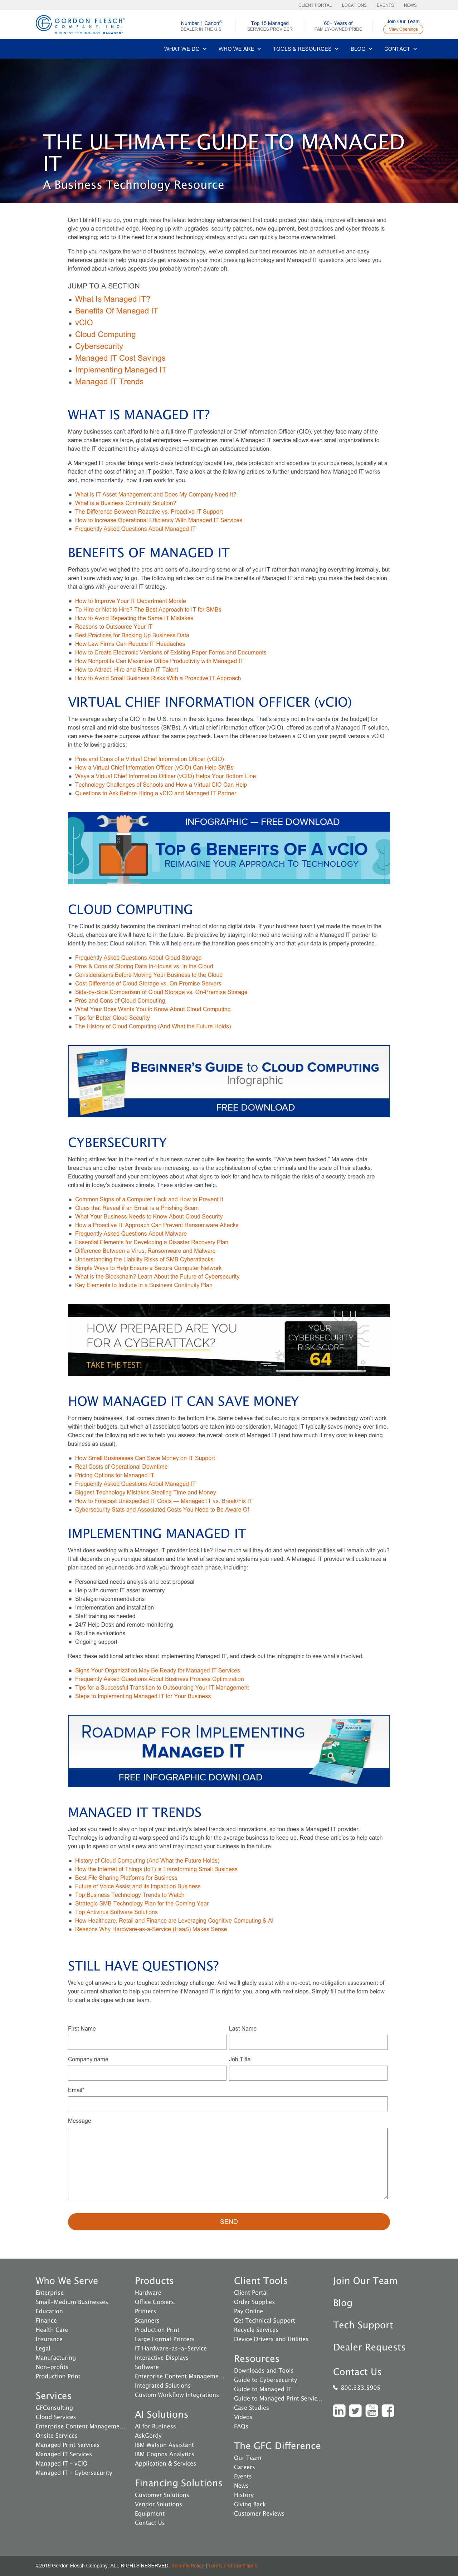 CLIENT PORTAL LOCATIONS EVENTS NEWS
GORDON FLESCH
COMPANY, INC.
BUSINESS TECHNOLOGY MANAGED
Number 1 Canon®
DEALER IN THE U.S.
Top 15 Managed
SERVICES PROVIDER
60+ Years of
FAMILY-OWNED PRIDE
Join Our Team
View Openings
WHAT WE DO WHO WE ARE TOOLS & RESOURCES BLOG CONTACT
THE ULTIMATE GUIDE TO MANAGED
IT
A Business Technology Resource
Don't blink! If you do, you might miss the latest technology advancement that could protect your data, improve efficiencies and
give you a competitive edge. Keeping up with upgrades, security patches, new equipment, best practices and cyber threats is
challenging; add to it the word for a sound technology strategy and you can quickly become overwhelmed.
To help you navigate the world of business technology, we've compiled our best resources into an exhaustive and easy
reference guide to help you quickly get answers to your most pressing technology and Managed IT questions (and keep you
informed about various aspects you probably weren't aware of).
JUMP TO A SECTION
What Is Managed IT?
Benefits Of Managed IT
vCIO
Cloud Computing
Cybersecurity
Managed IT Cost Savings
Implementing Managed IT
Managed IT Trends
WHAT IS MANAGED IT?
Many businesses can't afford to hire a full-time IT professional or Chief Information Officer (CIO), yet they face many of the
same challenges as large, global enterprises — sometimes more! A Managed IT service allows even small organizations to
have the IT department they always dreamed of through an outsourced solution.
A Managed IT provider brings world-class technology capabilities, data protection and expertise to your business, typically at a
fraction of the cost of hiring an IT position. Take a look at the following articles to further understand how Managed IT works
and, more importantly, how it can work for you.
What is IT Asset Management and Does My Company Need It?
What is a Business Continuity Solution?
The Difference Between Reactive vs. Proactive IT Support
How to Increase Operational Efficiency With Managed IT Services
Frequently Asked Questions About Managed IT
BENEFITS OF MANAGED IT
Perhaps you've weighed the pros and cons of outsourcing some or all of your IT rather than managing everything internally, but
aren't sure which way to go. The following articles can outline the benefits of Managed IT and help you make the best decision
that aligns with your overall IT strategy.
How to Improve Your IT Department Morale
To Hire or Not to Hire? The Best Approach to IT for SMBs
How to Avoid Repeating the Same IT Mistakes
Reasons to Outsource Your IT
Best Practices for Backing Up Business Data
How Law Firms Can Reduce IT Headaches
How to Create Electronic Versions of Existing Paper Forms and Documents
How Nonprofits Can Maximize Office Productivity with Managed IT
How to Attract, Hire and Retain IT Talent
How to Avoid Small Business Risks With a Proactive IT Approach
VIRTUAL CHIEF INFORMATION OFFICER (vCIO)
The average salary of a CIO in the U.S. runs in the six figures these days. That's simply not in the cards (or the budget) for
most small and mid-size businesses (SMBs). A virtual chief information officer (vCIO), offered as part of a Managed IT solution,
can serve the same purpose without the same paycheck. Learn the differences between a CIO on your payroll versus a vCIO
in the following articles:
Pros and Cons of a Virtual Chief Information Officer (vCIO)
How a Virtual Chief Information Officer (vCIO) Can Help SMBs
Ways a Virtual Chief Information Officer (vCIO) Helps Your Bottom Line
Technology Challenges of Schools and How a Virtual CIO Can Help
Questions to Ask Before Hiring a vCIO and Managed IT Partner
INFOGRAPHIC — FREE DOWNLOAD
TOP 6 BENEFITS OF A vCIO
REIMAGINE YOUR APPROACH TO TECHNOLOGY
CLOUD COMPUTING
The Cloud is quickly becoming the dominant method of storing digital data. If your business hasn't yet made the move to the
Cloud, chances are it will have to in the future. Be proactive by staying informed and working with a Managed IT partner to
identify the best Cloud solution. This will help ensure the transition goes smoothly and that your data is properly protected.
Frequently Asked Questions About Cloud Storage
Pros & Cons of Storing Data In-House vs. In the Cloud
Considerations Before Moving Your Business to the Cloud
Cost Difference of Cloud Storage vs. On-Premise Servers
Side-by-Side Comparison of Cloud Storage vs. On-Premise Storage
Pros and Cons of Cloud Computing
What Your Boss Wants You to Know About Cloud Computing
Tips for Better Cloud Security
The History of Cloud Computing (And What the Future Holds)
BEGINNER'S GUIDE to CLOUD COMPUTING
Infographic
FREE DOWNLOAD
CYBERSECURITY
Nothing strikes fear in the heart of a business owner quite like hearing the words, "We've been hacked." Malware, data
breaches and other cyber threats are increasing, as is the sophistication of cyber criminals and the scale of their attacks.
Educating yourself and your employees about what signs to look for and how to mitigate the risks of a security breach are
critical in today's business climate. These articles can help.
Common Signs of a Computer Hack and How to Prevent It
Clues that Reveal if an Email is a Phishing Scam
What Your Business Needs to Know About Cloud Security
How a Proactive IT Approach Can Prevent Ransomware Attacks
Frequently Asked Questions About Malware
Essential Elements for Developing a Disaster Recovery Plan
Difference Between a Virus, Ransomware and Malware
Understanding the Liability Risks of SMB Cyberattacks
Simple Ways to Help Ensure a Secure Computer Network
What is the Blockchain? Learn About the Future of Cybersecurity
Key Elements to Include in a Business Continuity Plan
HOW PREPARED ARE YOU
FOR A CYBERATTACK?
TAKE THE TEST!
YOUR
CYBERSECURITY
RISK SCORE
64
HOW MANAGED IT CAN SAVE MONEY
For many businesses, it all comes down to the bottom line. Some believe that outsourcing a company's technology won't work
within their budgets, but when all associated costs are taken into account, Managed IT typically saves money over time.
Check out the following articles to help you assess the overall costs of Managed IT (and how much it may cost to keep doing
business as usual).
How Small Businesses Can Save Money on IT Support
Real Costs of Operational Downtime
Pricing Options for Managed IT
Frequently Asked Questions About Managed IT
Biggest Technology Mistakes Stealing Time and Money
How to Forecast Unexpected IT Costs — Managed IT vs. Break/Fix IT
Cybersecurity Stats and Associated Costs You Need to Be Aware Of
IMPLEMENTING MANAGED IT
What does working with a Managed IT provider look like? How much will they do and what responsibilities will remain with you?
It all depends on your unique situation and the level of service and systems you need. A Managed IT provider will customize a
plan based on your needs and walk you through each phase, including:
Personalized needs analysis and cost proposal
Help with current IT asset inventory
Strategic recommendations
Implementation and installation
Staff training as needed
24/7 Help Desk and remote monitoring
Routine evaluations
Ongoing support
Read these additional articles about implementing Managed IT, and check out the infographic to see what's involved.
Signs Your Organization May Be Ready for Managed IT Services
Frequently Asked Questions About Business Process Optimization
Tips for a Successful Transition to Outsourcing Your IT Management
Steps to Implementing Managed IT for Your Business
ROADMAP FOR IMPLEMENTING
MANAGED IT
FREE INFOGRAPHIC DOWNLOAD
MANAGED IT TRENDS
Just as you need to stay on top of your industry's latest trends and innovations, so too does a Managed IT provider.
Technology is advancing at warp speed and it's tough for the average business to keep up. Read these articles to help catch
you up to speed on what's new and what may impact your business in the future.
History of Cloud Computing (And What the Future Holds)
How the Internet of Things (IoT) is Transforming Small Business
Best File Sharing Platforms for Business
Future of Voice Assist and its Impact on Business
Top Business Technology Trends to Watch
Strategic SMB Technology Plan for the Coming Year
Top Antivirus Software Solutions
How Healthcare, Retail and Finance are Leveraging Cognitive Computing & AI
Reasons Why Hardware-as-a-Service (HaaS) Makes Sense
STILL HAVE QUESTIONS?
We've got answers to you toughest technology challenge. And we'll gladly assist with a no-cost, no-obligation assessment of
your current situation to help you determine if Managed IT is right for you, along with next steps. Simply fill out the form below
to start a dialogue with our team.
First Name Last Name
Company name Job Title
Email*
Message
SEND
Who We Serve
Enterprise
Small-Medium Businesses
Education
Finance
Health Care
Insurance
Legal
Manufacturing
Non-profits
Production Print
Services
GFConsulting
Cloud Services
Enterprise Content Manageme...
Onsite Services
Managed Print Services
Managed IT Services
Managed IT - vCIO
Managed IT - Cybersecurity
Products
Hardware
Office Copiers
Printers
Scanners
Production Print
Large Format Printers
IT Hardware-as-a-Service
Interactive Displays
Software
Enterprise Content Manageme...
Integrated Solutions
Custom Workflow Integrations
AI Solutions
AI for Business
AskGordy
IBM Watson Assistant
IBM Cognos Analytics
Application & Services
Financing Solutions
Customer Solutions
Vendor Solutions
Equipment
Contact Us
Client Tools
Client Portal
Order Supplies
Pay Online
Get Technical Support
Recycle Services
Device Drivers and Utilities
Resources
Downloads and Tools
Guide to Cybersecurity
Guide to Managed IT
Guide to Managed Print Servic...
Case Studies
Videos
FAQs
The GFC Difference
Our Team
Careers
Events
News
History
Giving Back
Customer Reviews
Join Our Team
Blog
Tech Support
Dealer Requests
Contact Us
800.333.5905
©2019 Gordon Flesch Company. ALL RIGHTS RESERVED. Security Policy | Terms and Conditions